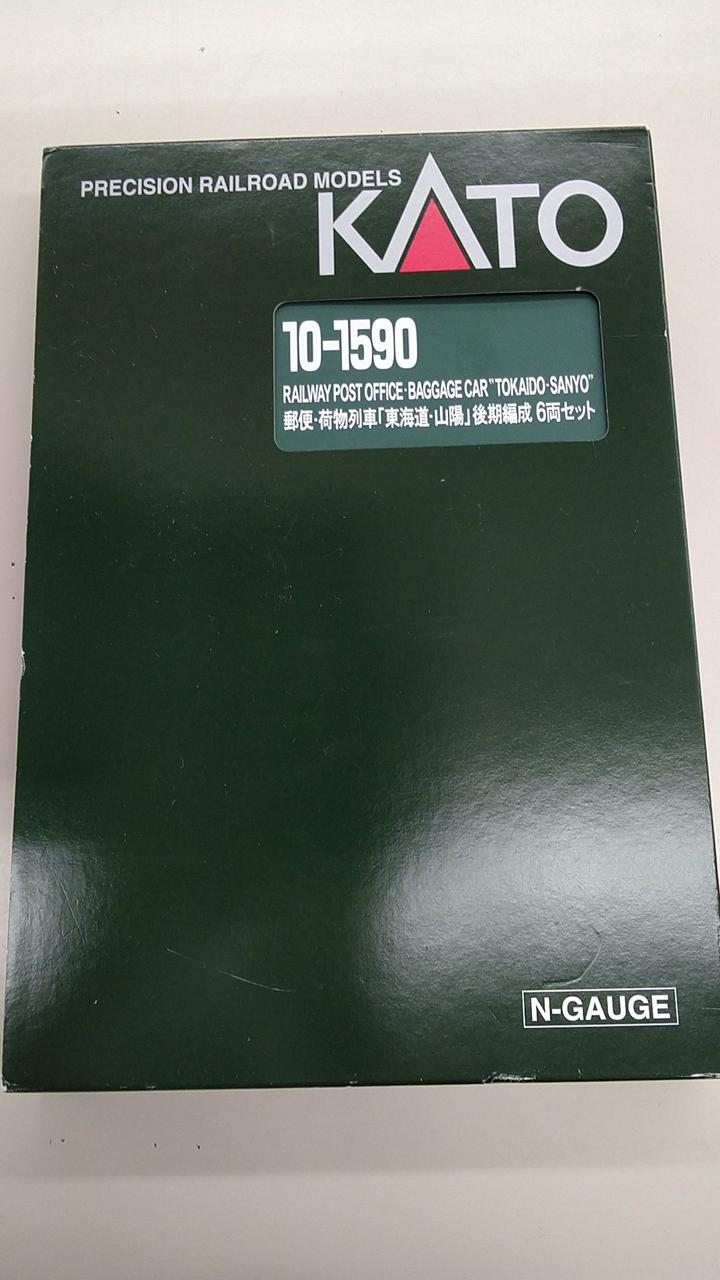 PRECISION RAILROAD MODELS
KATO
10-1590
RAILWAY POST OFFICE·BAGGAGE CAR "TOKAIDO-SANYO"
郵便・荷物列車「東海道・山陽」後期編成 6両セット
N-GAUGE